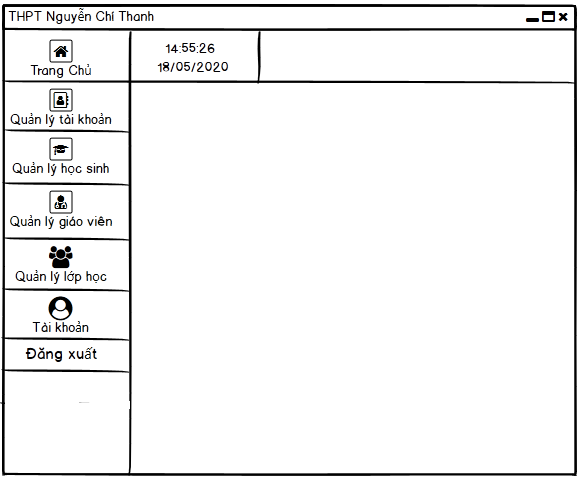 THPT Nguyễn Chí Thanh
Trang Chủ
14:55:26
18/05/2020
Quản lý tài khoản
Quản lý học sinh
Quản lý giáo viên
Quản lý lớp học
Tài khoản
Đăng xuất